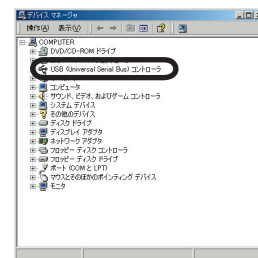 デバイス マネージャ
操作(A) 表示(V)
COMPUTER
DVD/CD-ROM ドライブ
USB (Universal Serial Bus) コントローラ
コンピュータ
サウンド、ビデオ、およびゲーム コントローラ
システム デバイス
その他のデバイス
ディスク ドライブ
ディスプレイ アダプタ
ネットワーク アダプタ
フロッピー ディスク コントローラ
フロッピー ディスク ドライブ
ポート (COM と LPT)
マウスとそのほかのポインティング デバイス
モニタ